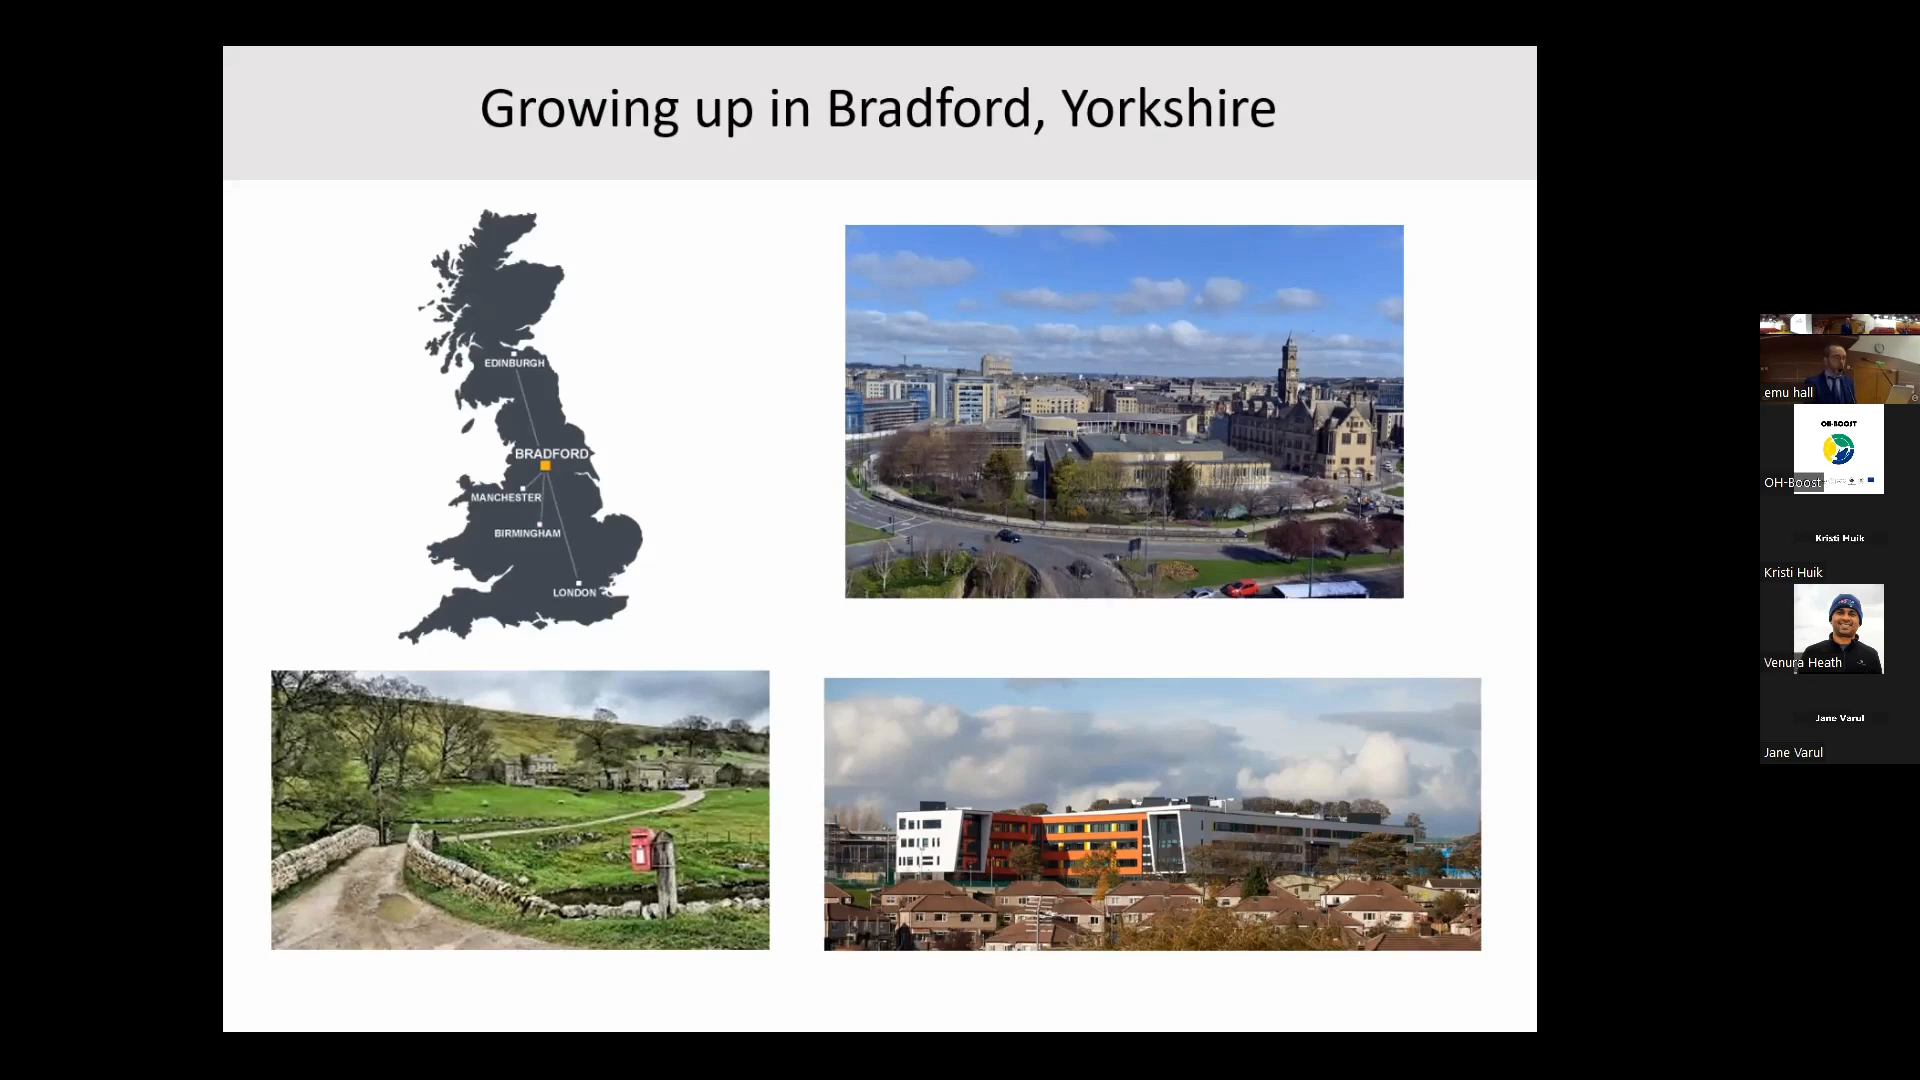 Growing up in Bradford, Yorkshire
EDINBURGH
BRADFORD
MANCHESTER
BIRMINGHAM
LONDON
emu hall
OH-BOOST
OH-Boost
Kristi Huik
Kristi Huik
Venura Heath
Jane Varul
Jane Varul